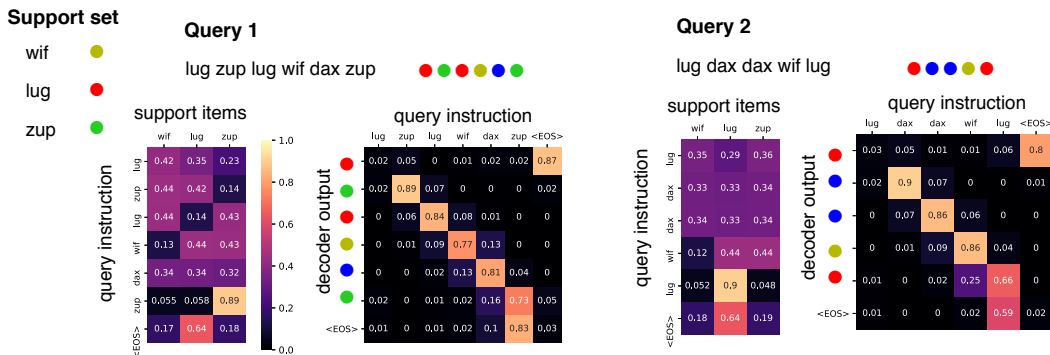 Support set
wif
lug
zup
Query 1
lug zup lug wif dax zup
support items
wif lug zup
query instruction
lug 0.42 0.35 0.23
zup 0.44 0.42 0.14
lug 0.44 0.14 0.43
wif 0.13 0.44 0.43
dax 0.34 0.34 0.32
zup 0.055 0.058 0.89
<EOS> 0.17 0.64 0.18
1.0
0.8
0.6
0.4
0.2
0.0
query instruction
lug zup lug wif dax zup <EOS>
decoder output
0.02 0.05 0 0.01 0.02 0.02 0.87
0.02 0.89 0.07 0 0 0 0.02
0 0.06 0.84 0.08 0.01 0 0
0 0.01 0.09 0.77 0.13 0 0
0 0 0.02 0.13 0.81 0.04 0
0.02 0 0 0.01 0.16 0.73 0.05
<EOS> 0.01 0 0 0.02 0.1 0.83 0.03
Query 2
lug dax dax wif lug
support items
wif lug zup
query instruction
lug 0.35 0.29 0.36
dax 0.33 0.33 0.34
dax 0.34 0.33 0.33
wif 0.12 0.44 0.44
lug 0.052 0.9 0.048
<EOS> 0.18 0.64 0.19
query instruction
lug dax dax wif lug <EOS>
decoder output
0.03 0.05 0.01 0.01 0.06 0.8
0.02 0.9 0.07 0 0 0.01
0 0.07 0.86 0.06 0 0
0 0.01 0.09 0.86 0.04 0
0.01 0 0.02 0.25 0.66 0.01
<EOS> 0.01 0 0 0.02 0.59 0.02